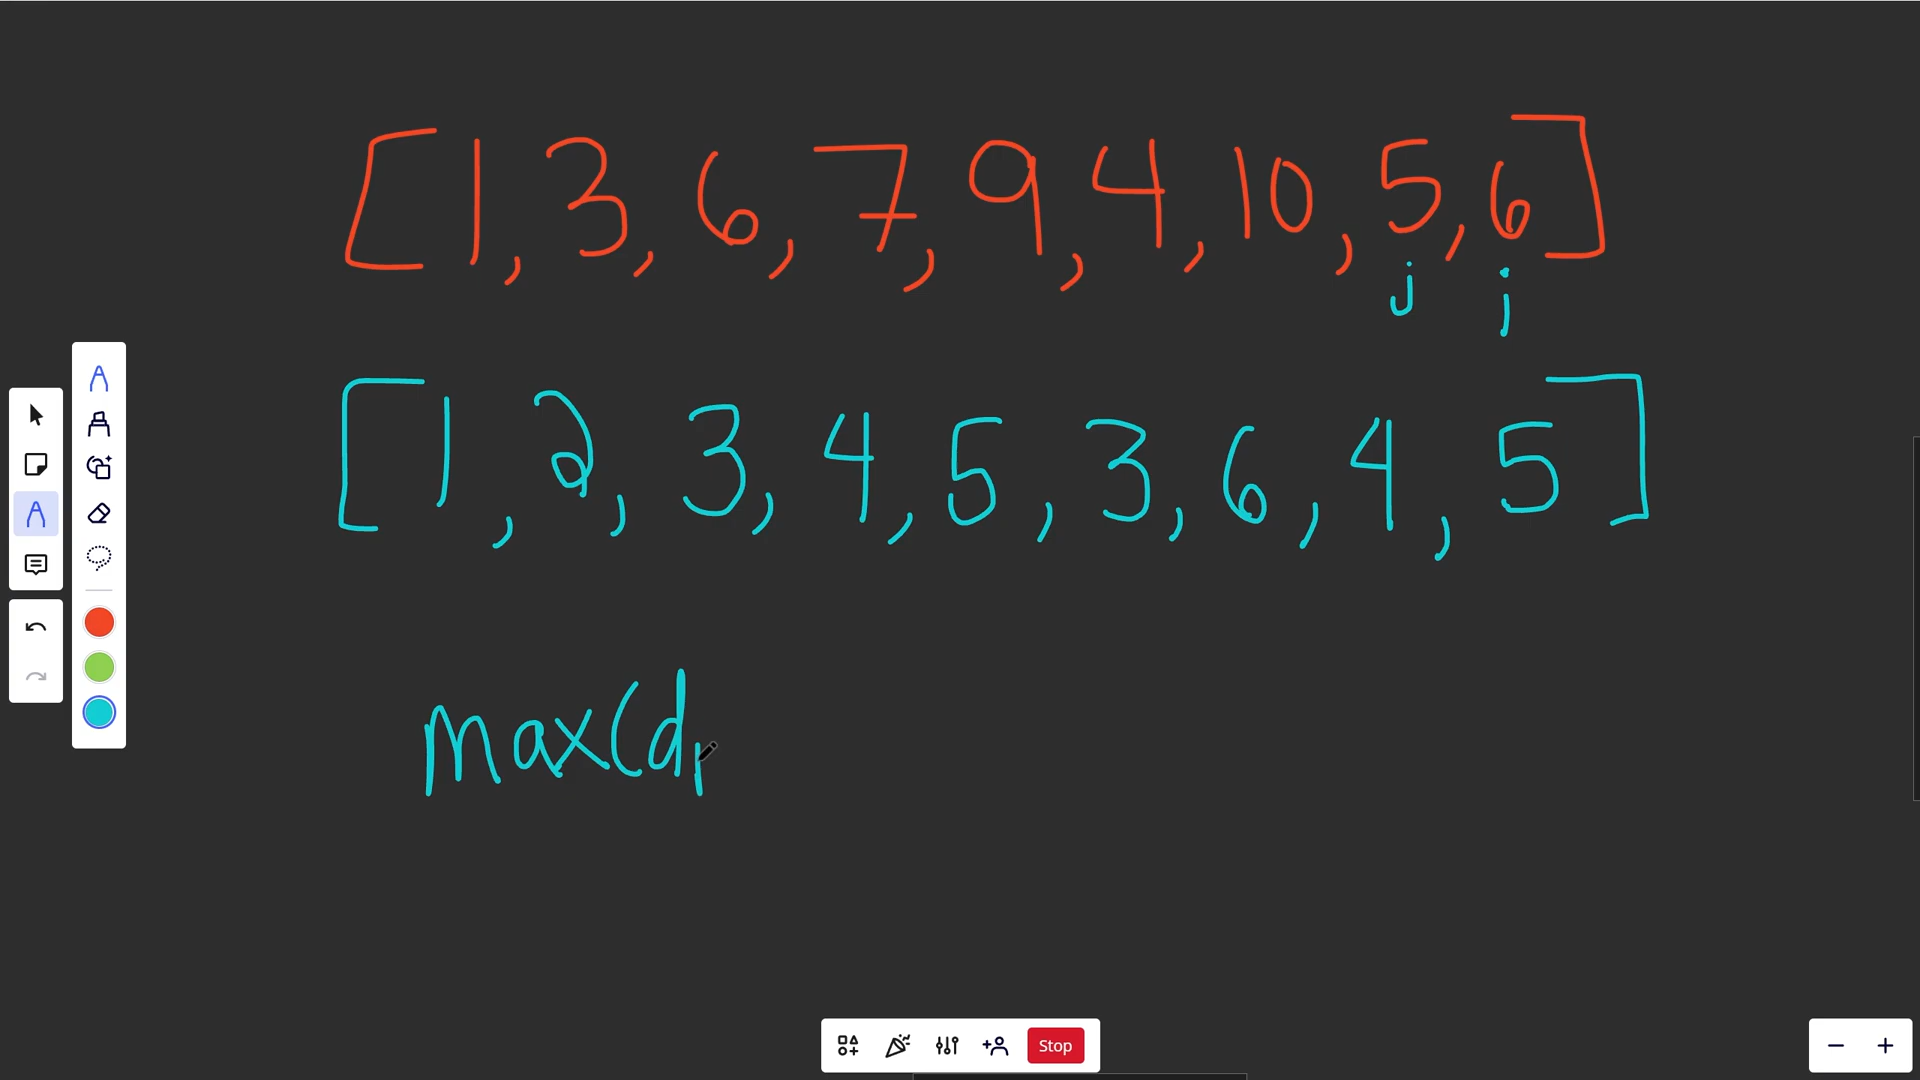 [1, 3, 6, 7, 9, 4, 10, 5, 6]
j i
[1, 2, 3, 4, 5, 3, 6, 4, 5]
max(d
Stop